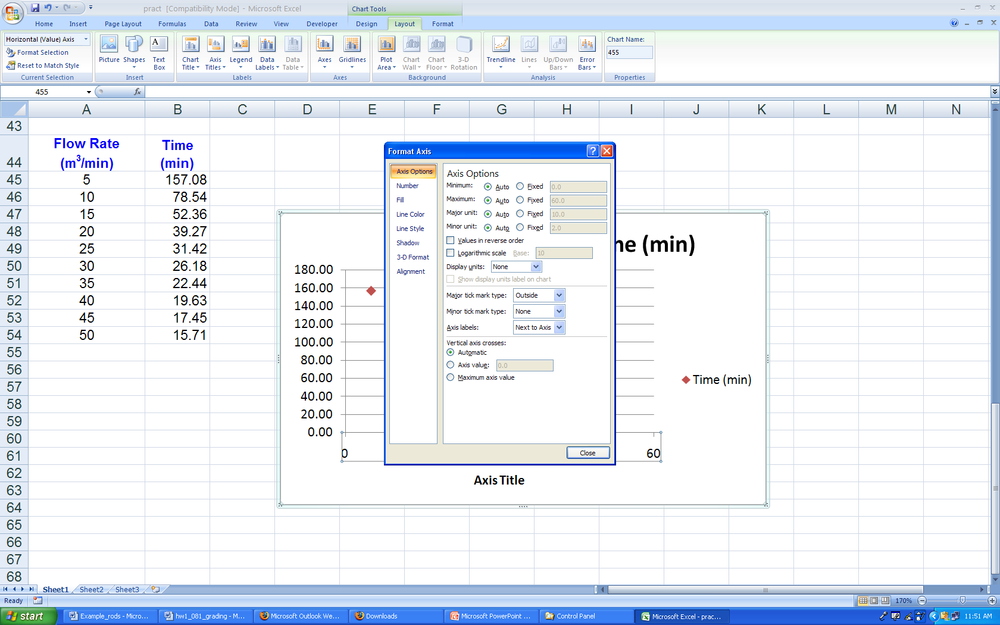 pract [Compatibility Mode] - Microsoft Excel
Chart Tools
Home Insert Page Layout Formulas Data Review View Developer Design Layout Format
Horizontal (Value) Axis
Format Selection
Reset to Match Style
Current Selection
Picture Shapes Text Box
Insert
Chart Title Axis Titles Legend Data Labels Data Table
Labels
Axes Gridlines
Axes
Plot Area Chart Wall Chart Floor 3-D Rotation
Background
Trendline Lines Up/Down Bars Error Bars
Analysis
Chart Name:
455
Properties
455 fx
A B C D E F G H I J K L M N
43
44 Flow Rate (m³/min) Time (min)
45 5 157.08
46 10 78.54
47 15 52.36
48 20 39.27
49 25 31.42
50 30 26.18
51 35 22.44
52 40 19.63
53 45 17.45
54 50 15.71
55
56
57
58
59
60
61
62
63
64
65
66
67
68
Format Axis
?
Axis Options
Number
Fill
Line Color
Line Style
Shadow
3-D Format
Alignment
Axis Options
Minimum: Auto Fixed 0.0
Maximum: Auto Fixed 60.0
Major unit: Auto Fixed 10.0
Minor unit: Auto Fixed 2.0
Values in reverse order
Logarithmic scale Base: 10
Display units: None
Show display units label on chart
Major tick mark type: Outside
Minor tick mark type: None
Axis labels: Next to Axis
Vertical axis crosses:
Automatic
Axis value: 0.0
Maximum axis value
Close
ne (min)
180.00
160.00
140.00
120.00
100.00
80.00
60.00
40.00
20.00
0.00
0 60
Time (min)
Axis Title
Sheet1 Sheet2 Sheet3
Ready 170%
start Example_rods - Micro... hw1_081_grading - M... Microsoft Outlook We... Downloads Microsoft PowerPoint ... Control Panel Microsoft Excel - prac... 11:51 AM